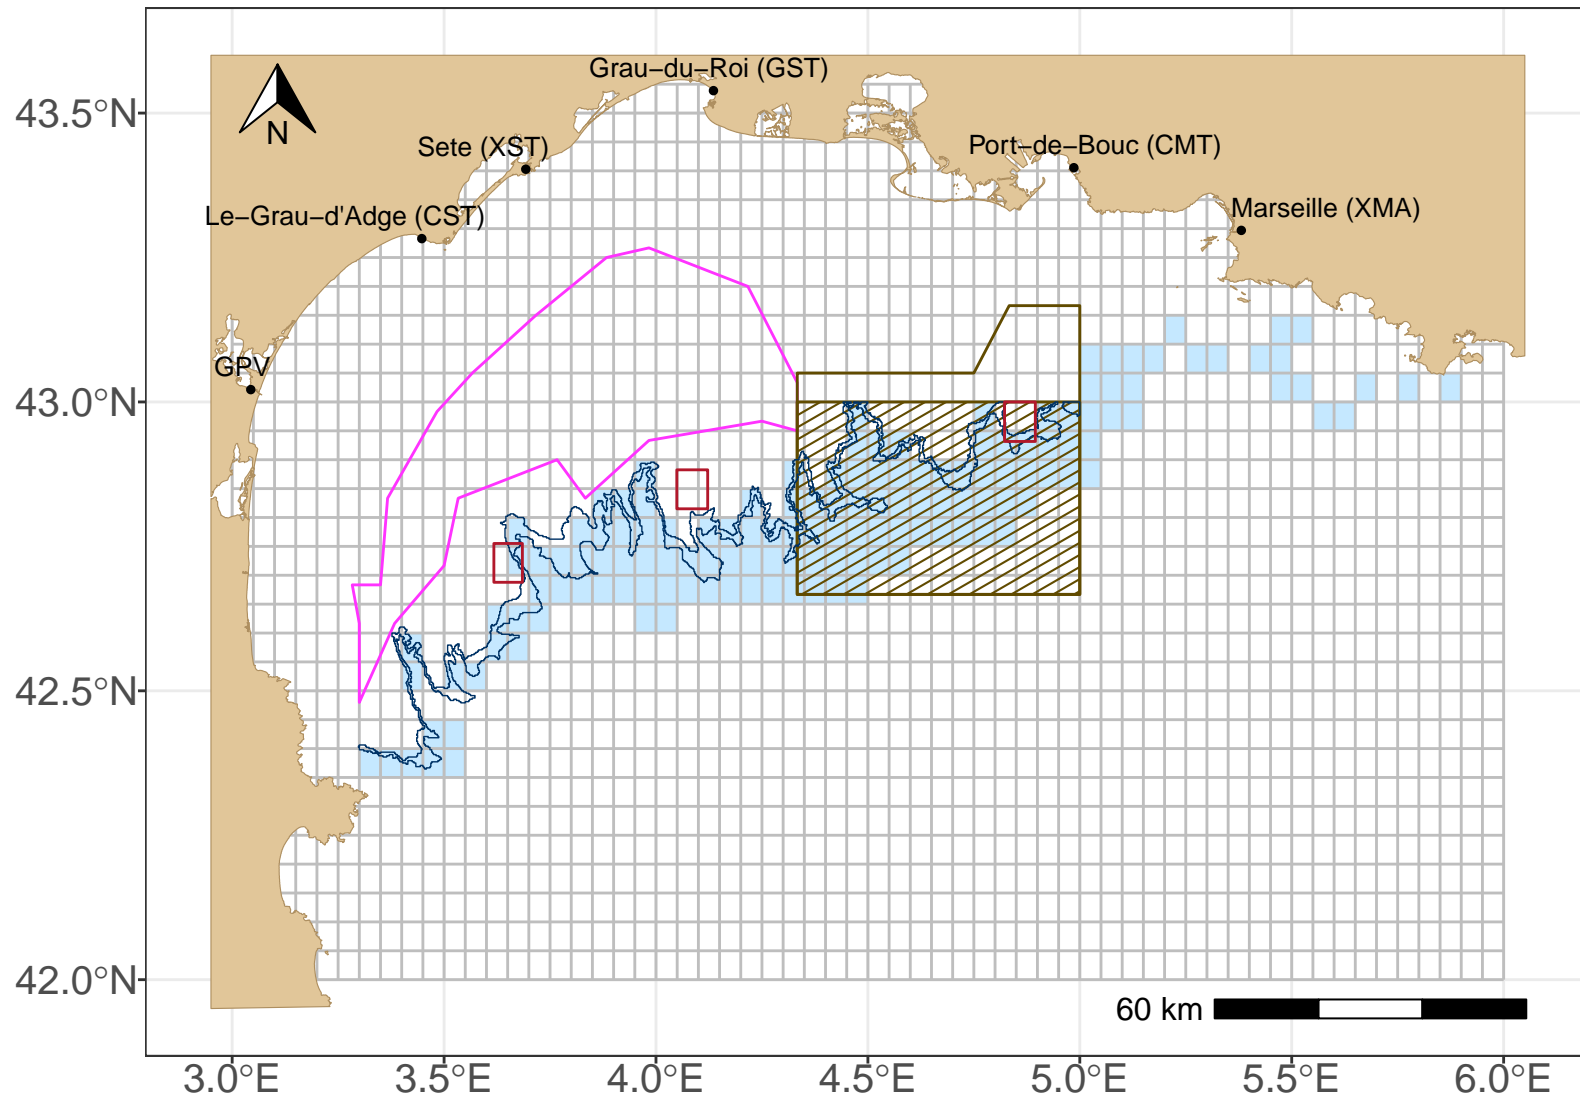 Grau−du−Roi (GST)
43.5°N
N
Sete (XST)
Port−de−Bouc (CMT)
Le−Grau−d'Adge (CST)
Marseille (XMA)
GPV
43.0°N
42.5°N
42.0°N
60 km
3.0°E
3.5°E
4.0°E
4.5°E
5.0°E
5.5°E
6.0°E